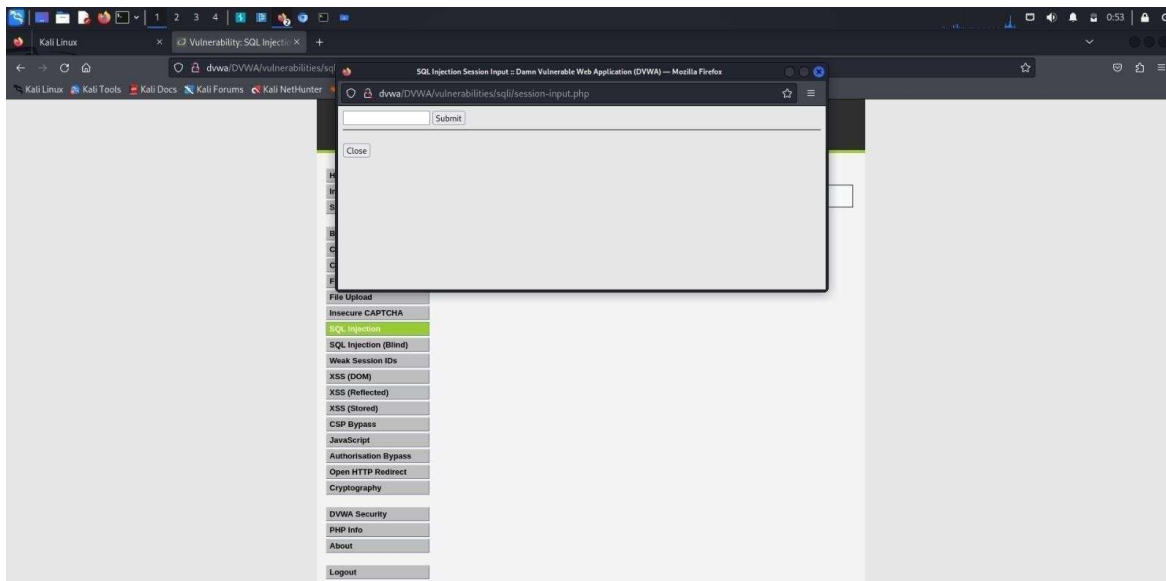 1 2 3 4
0:53
Kali Linux
Vulnerability: SQL Injectio
dvwa/DVWA/vulnerabilities/sql
Kali Linux Kali Tools Kali Docs Kali Forums Kali NetHunter
SQL Injection Session Input :: Damn Vulnerable Web Application (DVWA) — Mozilla Firefox
dvwa/DVWA/vulnerabilities/sqli/session-input.php
Submit
Close
H
S
B
C
C
F
File Upload
Insecure CAPTCHA
SQL Injection
SQL Injection (Blind)
Weak Session IDs
XSS (DOM)
XSS (Reflected)
XSS (Stored)
CSP Bypass
JavaScript
Authorisation Bypass
Open HTTP Redirect
Cryptography
DVWA Security
PHP Info
About
Logout